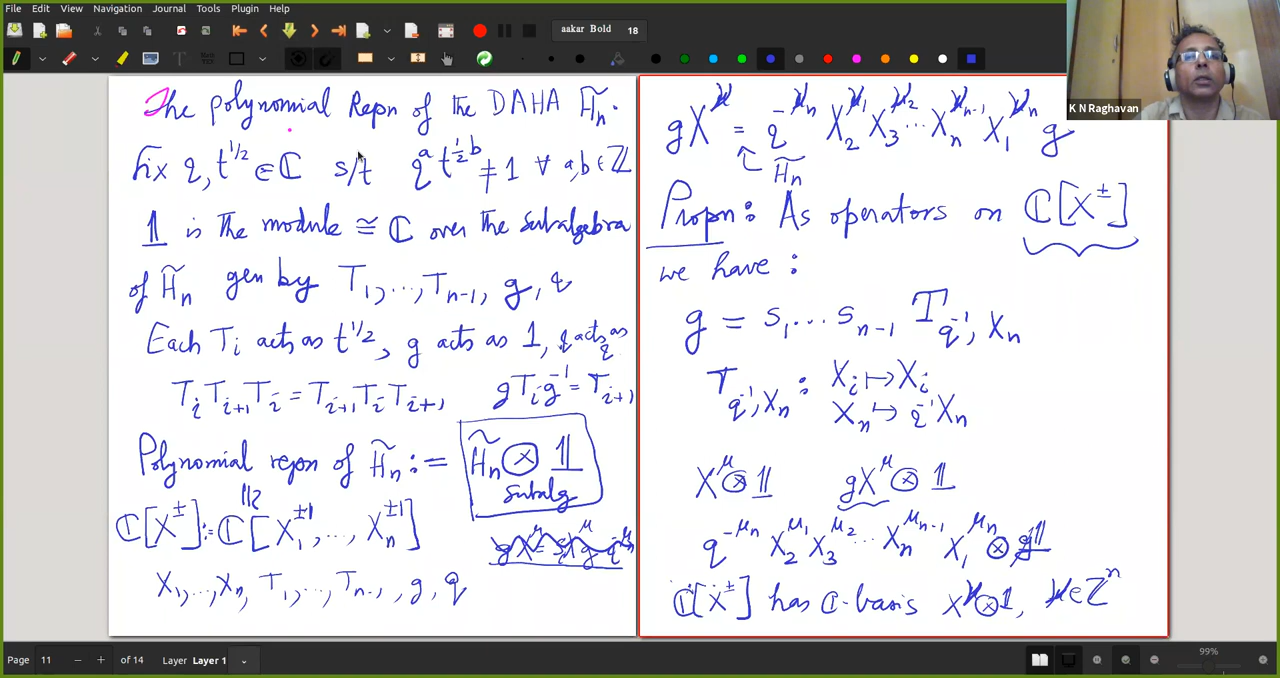 File Edit View Navigation Journal Tools Plugin Help
aakar Bold 18
The polynomial Repn of the DAHA H̃ₙ.
Fix q, t^{1/2} ∈ ℂ s/t q^a t^{½b} ≠ 1 ∀ a,b ∈ ℤ
𝟙 is the module ≅ ℂ over the subalgebra
of H̃ₙ gen by T₁,…,Tₙ₋₁, g, q
Each Tᵢ acts as t^{1/2}, g acts as 1, q acts as q
TᵢTᵢ₊₁Tᵢ = Tᵢ₊₁TᵢTᵢ₊₁ gTᵢg⁻¹ = Tᵢ₊₁
Polynomial repn of H̃ₙ := H̃ₙ ⊗ 𝟙
subalg
ℂ[X^±] := ℂ[X₁^{±1},…, Xₙ^{±1}]
X₁,…,Xₙ, T₁,…, Tₙ₋₁, g, q
gX^μ = q^{-μₙ} X₂^{μ₁} X₃^{μ₂} … Xₙ^{μₙ₋₁} X₁^{μₙ} g
H̃ₙ
Propn: As operators on ℂ[X^±]
we have:
g = s₁…sₙ₋₁ T_{q⁻¹, Xₙ}
T_{q⁻¹, Xₙ} : Xᵢ ↦ Xᵢ
Xₙ ↦ q⁻¹Xₙ
X^μ ⊗ 𝟙 gX^μ ⊗ 𝟙
q^{-μₙ} X₂^{μ₁} X₃^{μ₂} … Xₙ^{μₙ₋₁} X₁^{μₙ} ⊗ g𝟙
ℂ[X^±] has ℂ-basis X^μ ⊗ 𝟙, μ ∈ ℤⁿ
K N Raghavan
Page 11 − + of 14 Layer Layer 1 99%